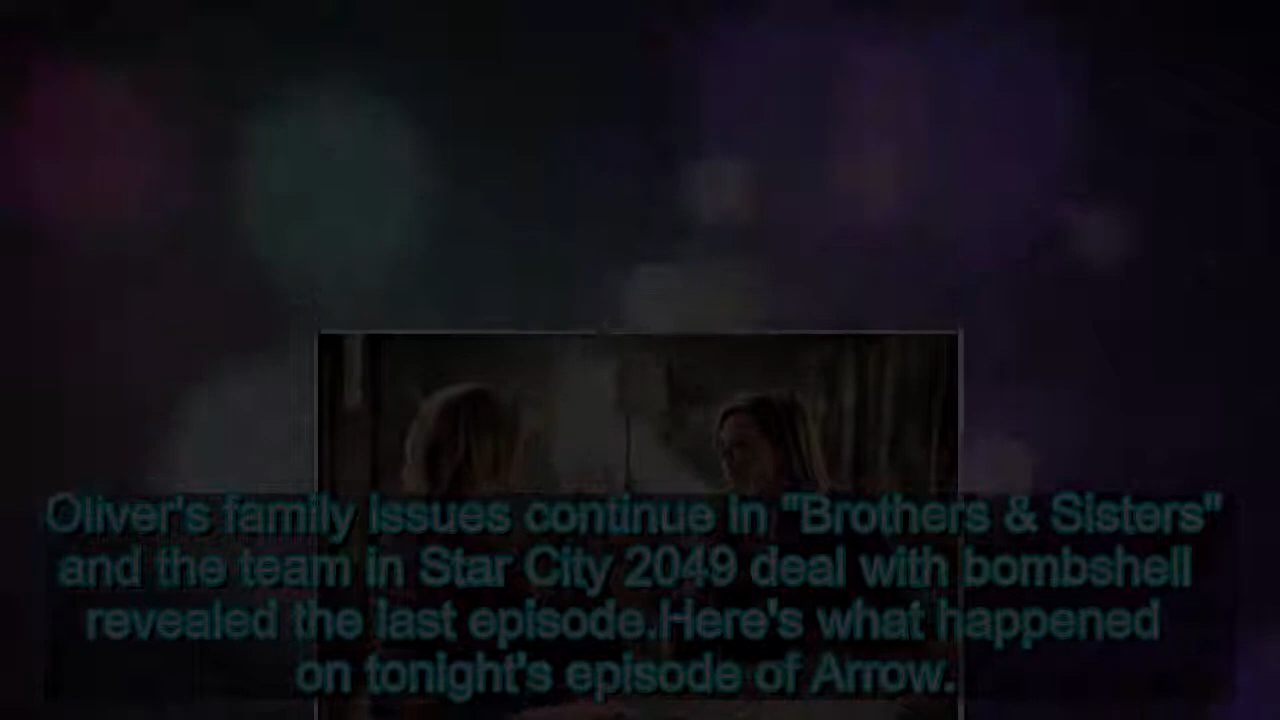 Oliver's family issues continue in "Brothers & Sisters"
and the team in Star City 2049 deal with bombshell
revealed the last episode.Here's what happened
on tonight's episode of Arrow.